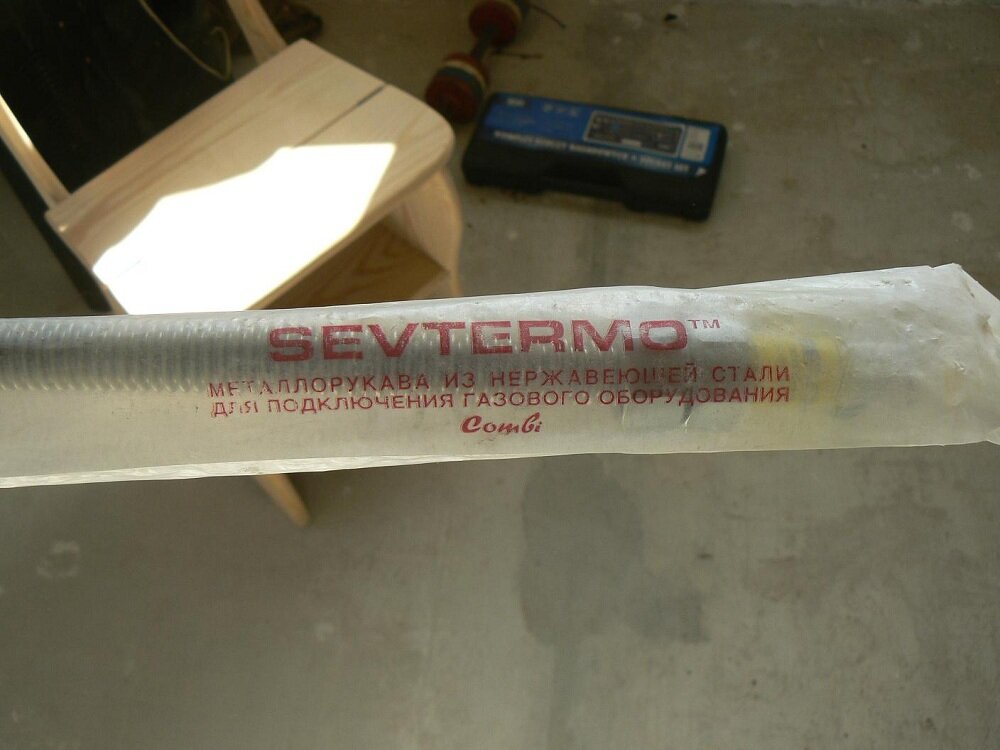 SEVTERMO™
МЕТАЛЛОРУКАВА ИЗ НЕРЖАВЕЮЩЕЙ СТАЛИ
ДЛЯ ПОДКЛЮЧЕНИЯ ГАЗОВОГО ОБОРУДОВАНИЯ
Combi